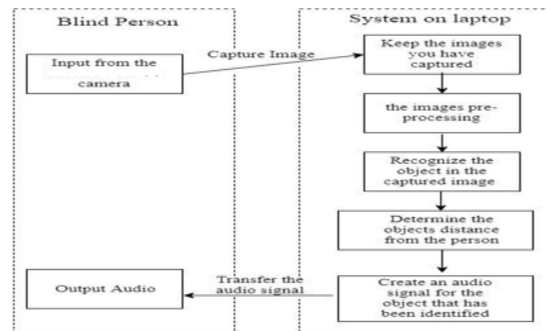 Blind Person
Input from the
camera
Output Audio
Capture Image
Transfer the
audio signal
System on laptop
Keep the images
you have
captured
the images pre-
processing
Recognize the
object in the
captured image
Determine the
objects distance
from the person
Create an audio
signal for the
object that has
been identified